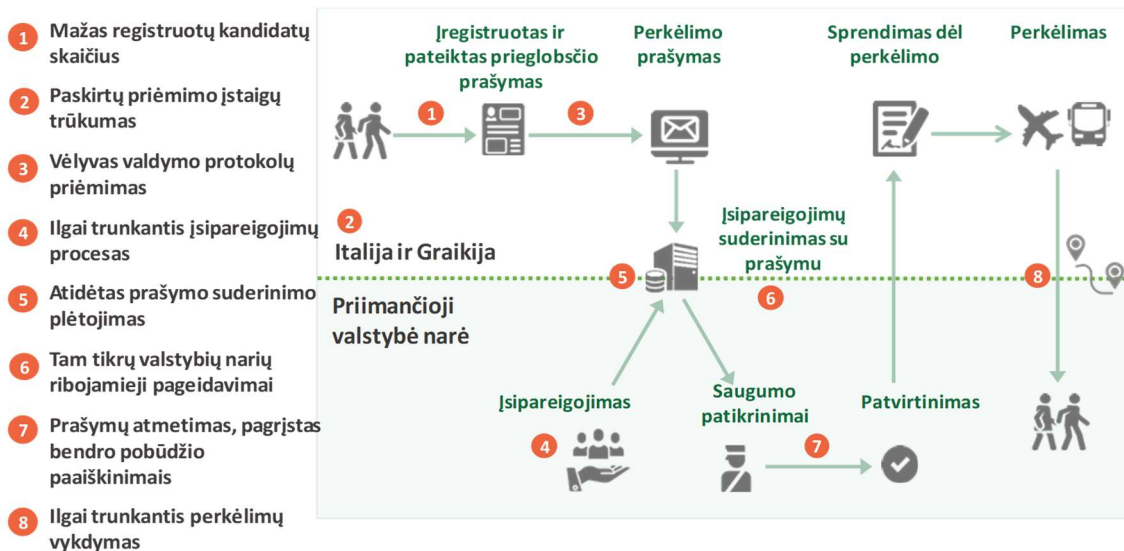 1 Mažas registruotų kandidatų
skaičius
2 Paskirtų priėmimo įstaigų
trūkumas
3 Vėlyvas valdymo protokolų
priėmimas
4 Ilgai trunkantis įsipareigojimų
procesas
5 Atidėtas prašymo suderinimo
plėtojimas
6 Tam tikrų valstybių narių
ribojamieji pageidavimai
7 Prašymų atmetimas, pagrįstas
bendro pobūdžio
paaiškinimais
8 Ilgai trunkantis perkėlimų
vykdymas
Įregistruotas ir
pateiktas prieglobsčio
prašymas
Perkėlimo
prašymas
Sprendimas dėl
perkėlimo
Perkėlimas
1
3
2
Italija ir Graikija
Įsipareigojimų
suderinimas su
prašymu
5
6
8
Priimančioji
valstybė narė
Įsipareigojimas
Saugumo
patikrinimai
Patvirtinimas
4
7